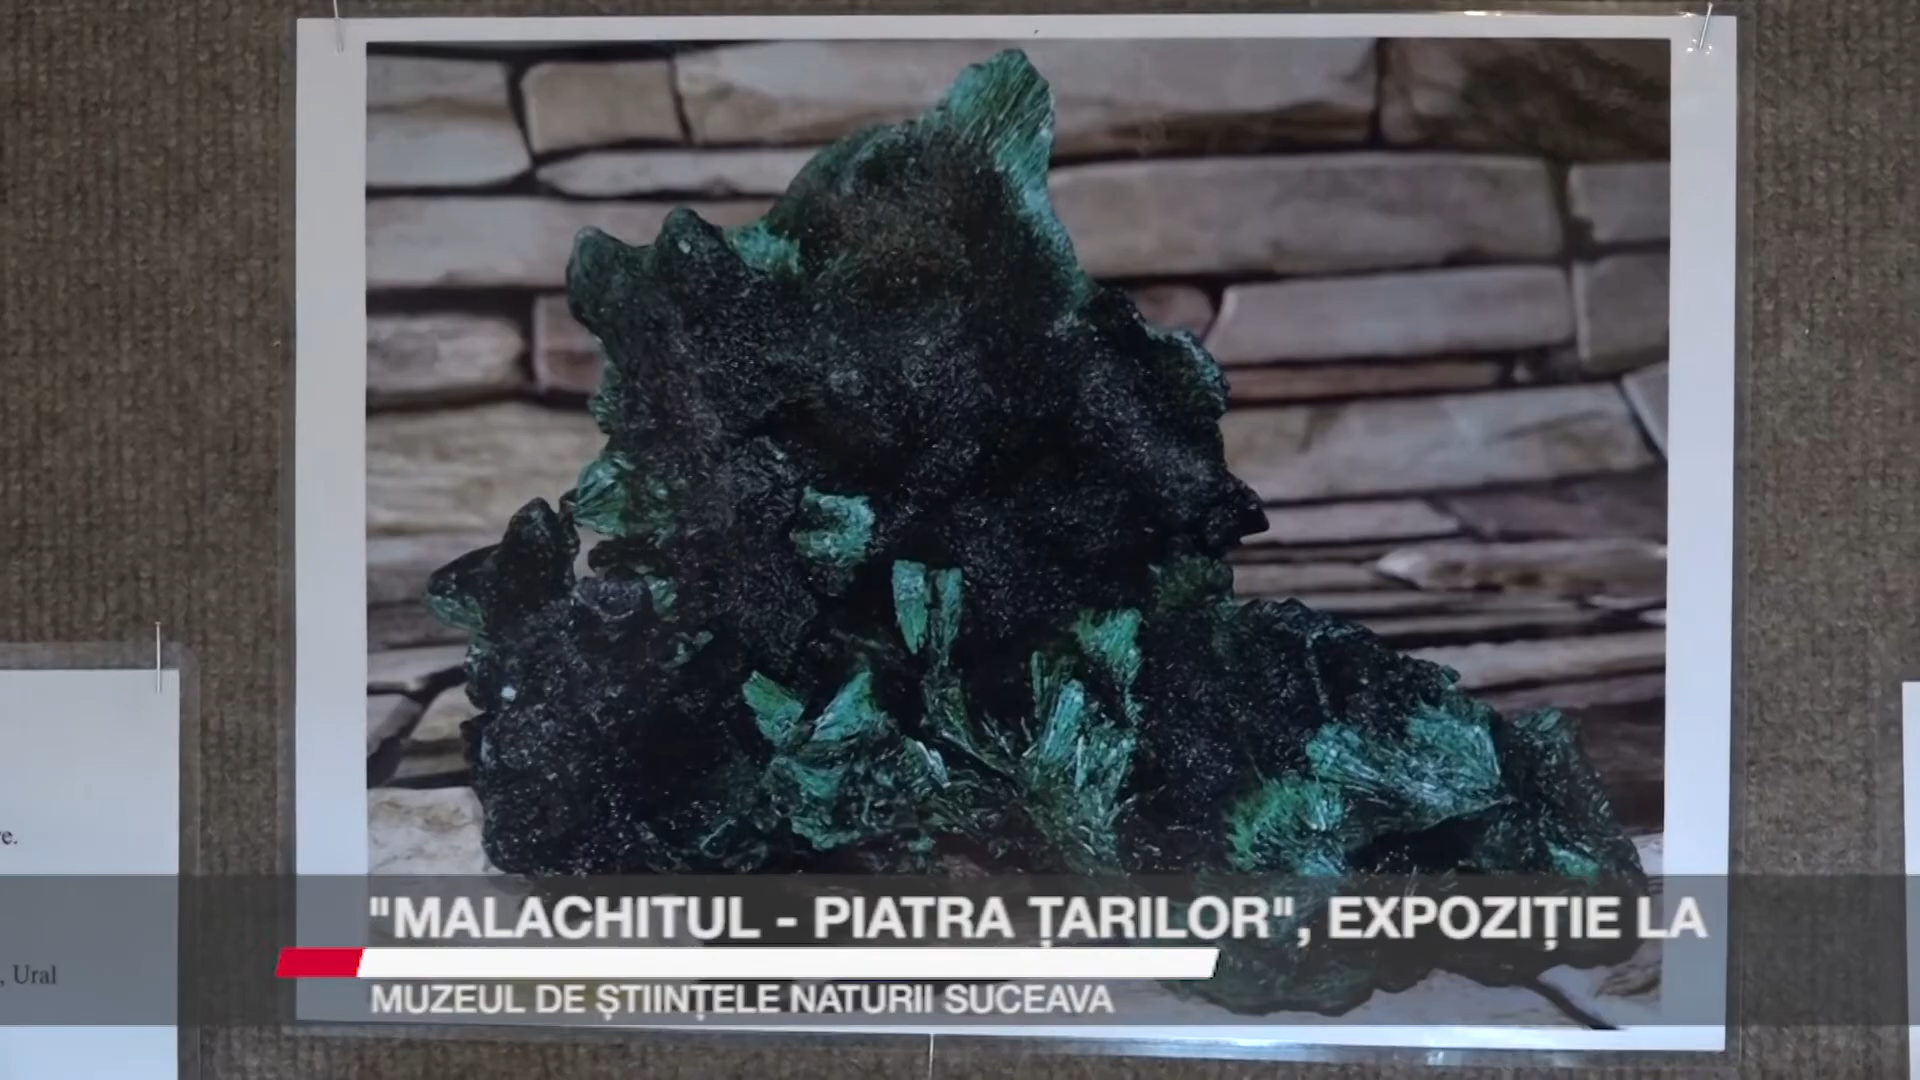 e.
, Ural
"MALACHITUL - PIATRA ȚARILOR", EXPOZIȚIE LA
MUZEUL DE ȘTIINȚELE NATURII SUCEAVA